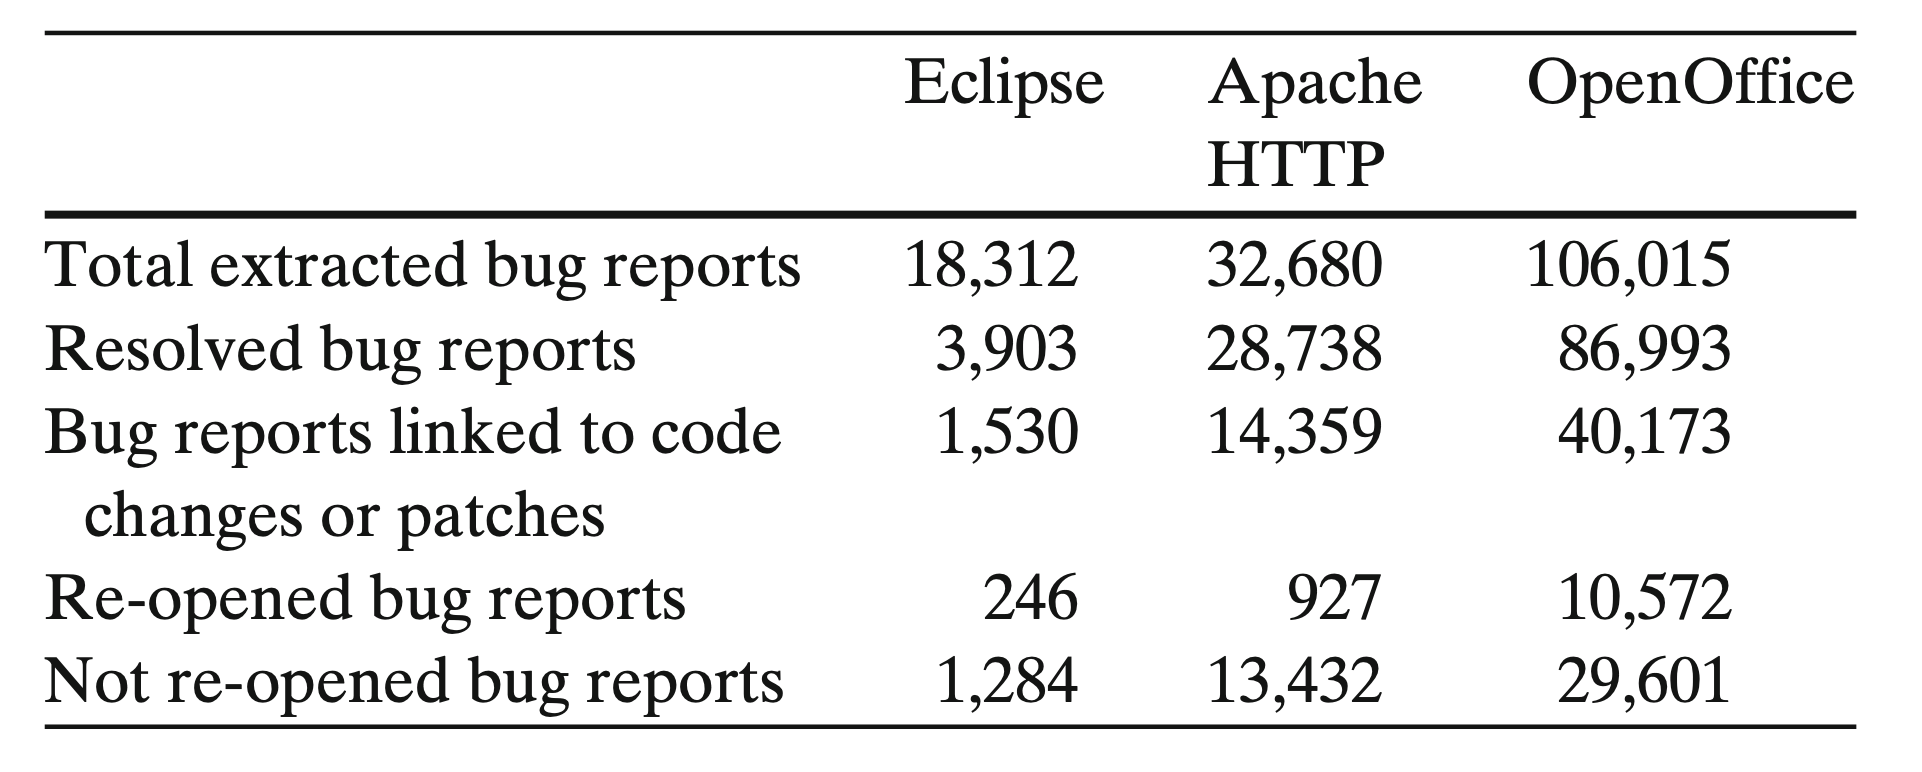 Eclipse Apache OpenOffice
HTTP
Total extracted bug reports 18,312 32,680 106,015
Resolved bug reports 3,903 28,738 86,993
Bug reports linked to code 1,530 14,359 40,173
changes or patches
Re-opened bug reports 246 927 10,572
Not re-opened bug reports 1,284 13,432 29,601